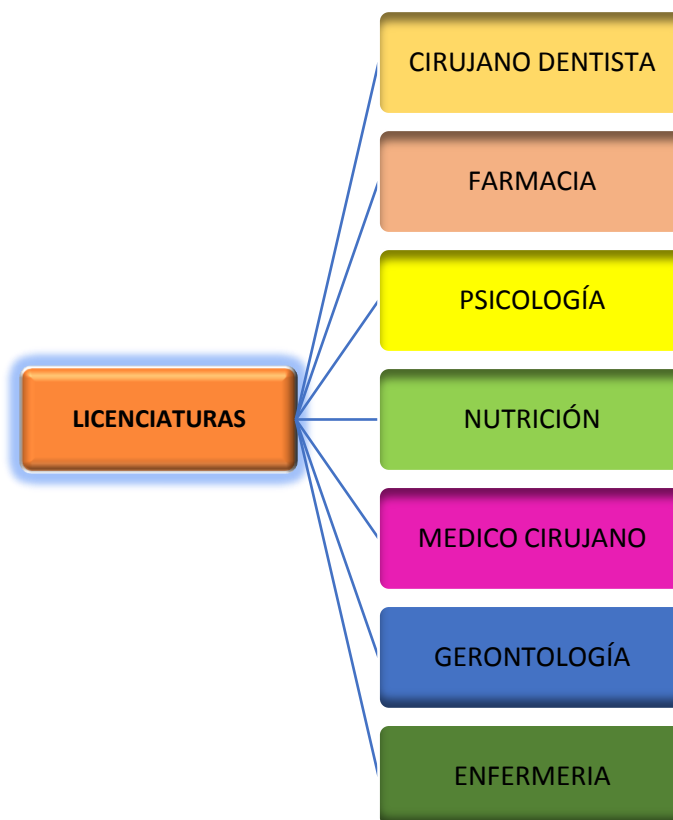 CIRUJANO DENTISTA
FARMACIA
PSICOLOGÍA
LICENCIATURAS
NUTRICIÓN
MEDICO CIRUJANO
GERONTOLOGÍA
ENFERMERIA